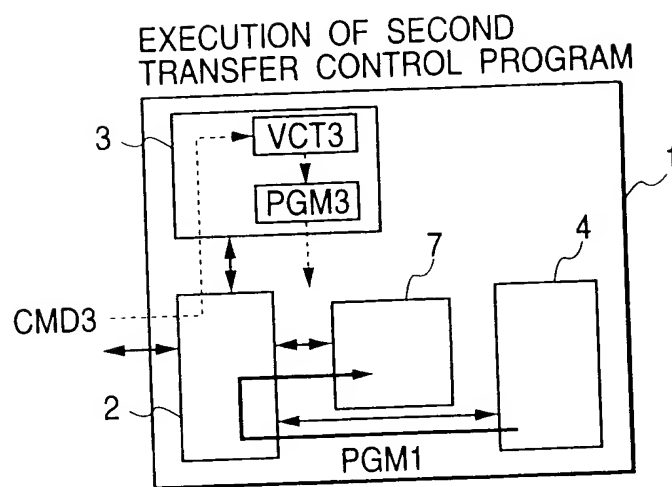 EXECUTION OF SECOND
TRANSFER CONTROL PROGRAM
3
VCT3
1
PGM3
4
7
CMD3
2
PGM1